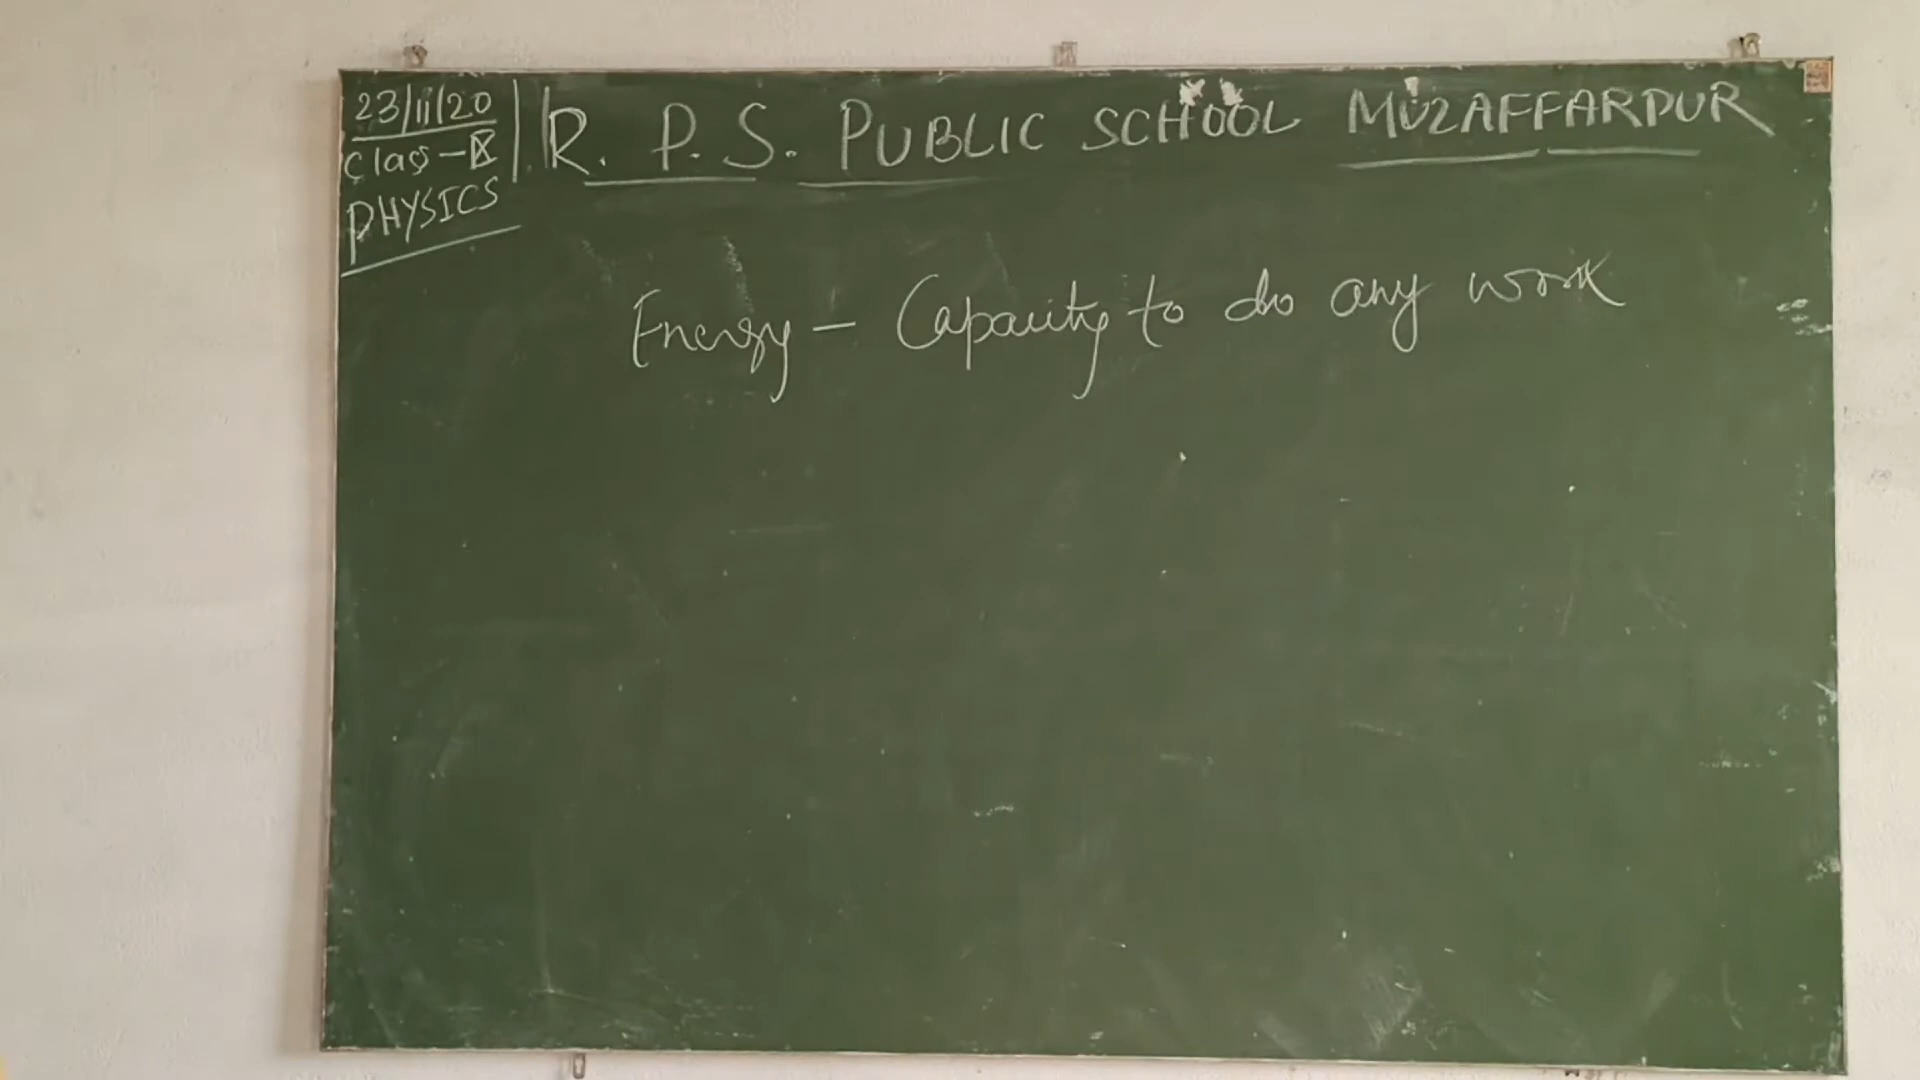 23/11/20
Class - IX
PHYSICS
R. P. S. PUBLIC SCHOOL MUZAFFARPUR
Energy - Capacity to do any work